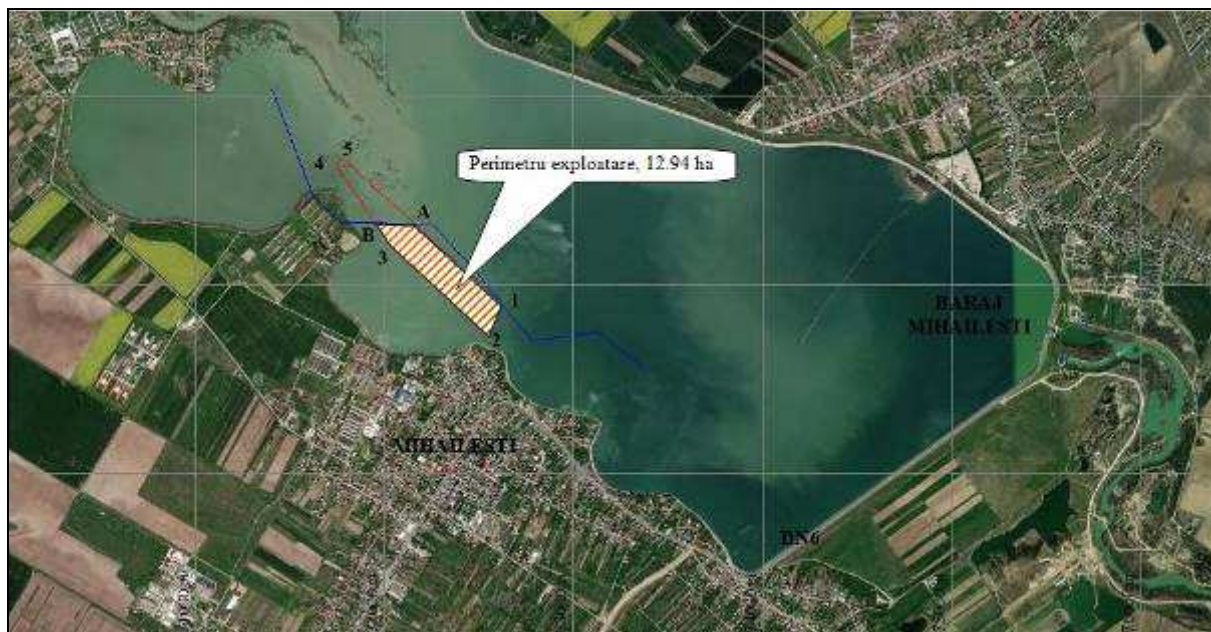 5
4
Perimetru exploatare, 12.94 ha
A
B
3
1
2
BARAJ
MIHAILESTI
MIHAILESTI
DN6